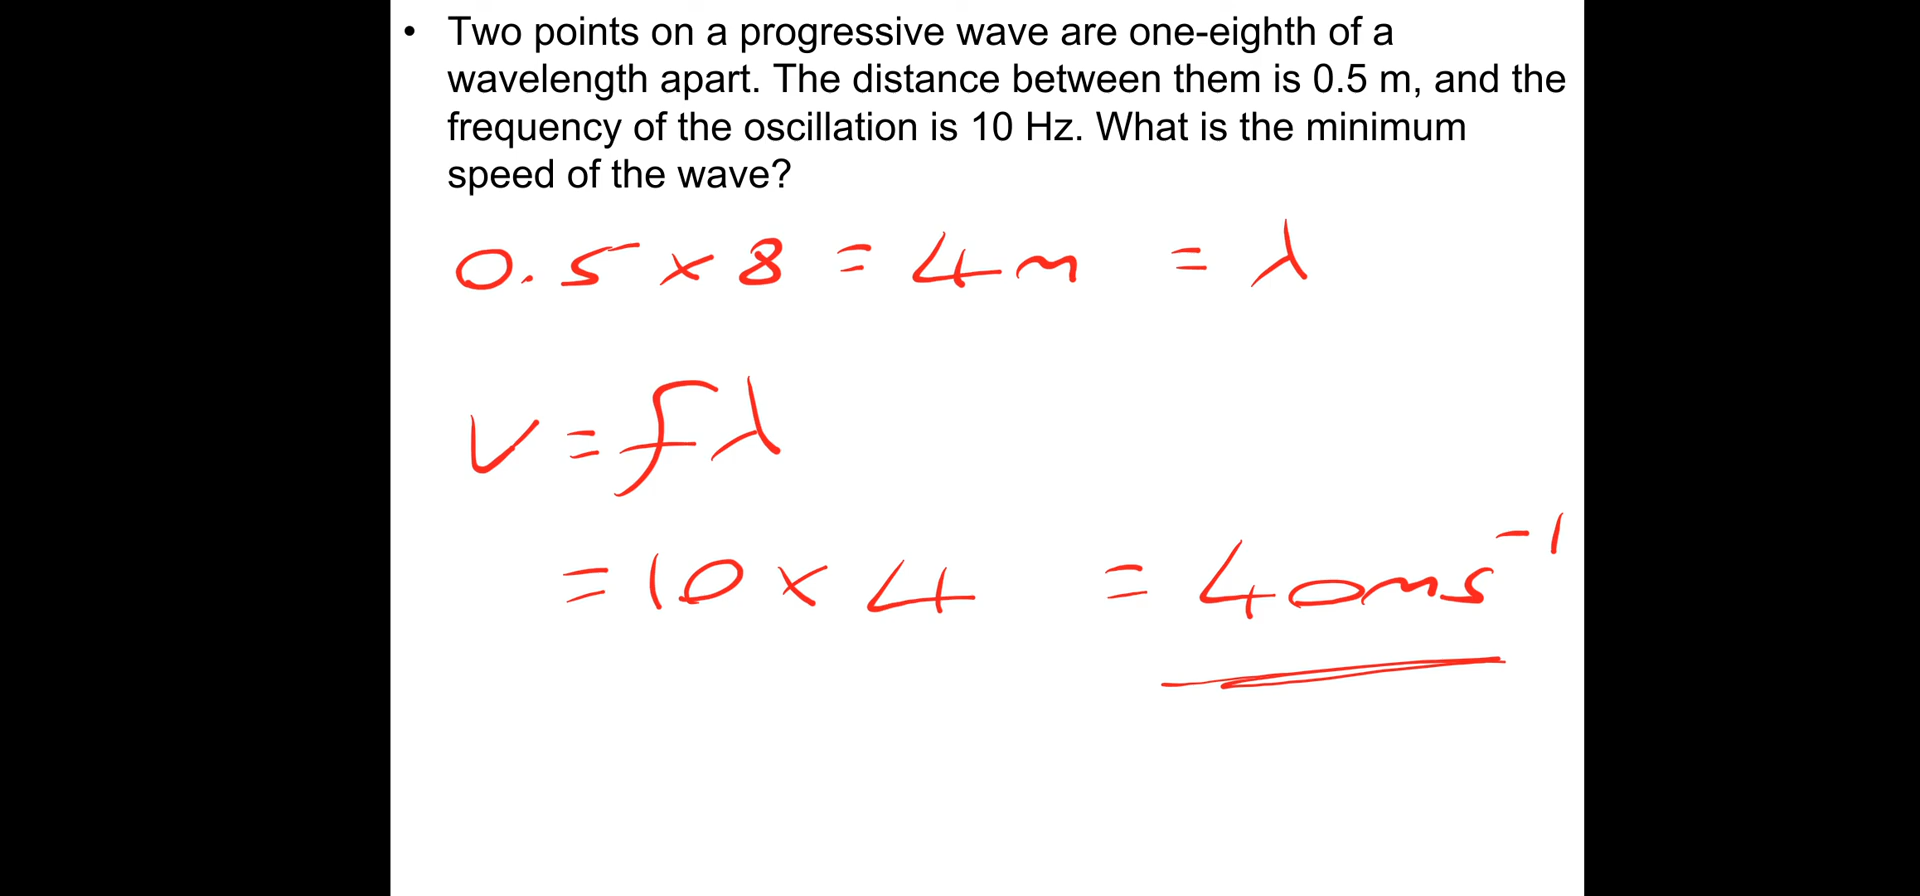 • Two points on a progressive wave are one-eighth of a
wavelength apart. The distance between them is 0.5 m, and the
frequency of the oscillation is 10 Hz. What is the minimum
speed of the wave?
0.5 × 8 = 4m = λ
v = fλ
= 10 × 4 = 40ms⁻¹